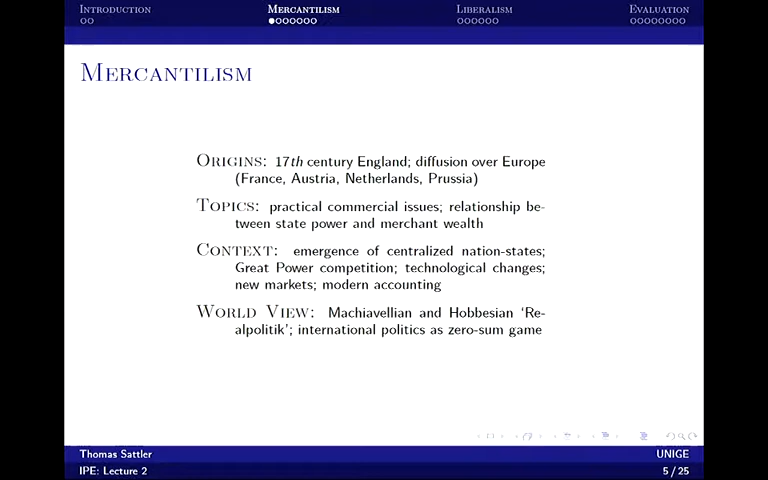 Introduction Mercantilism Liberalism Evaluation
Mercantilism
Origins: 17th century England; diffusion over Europe
(France, Austria, Netherlands, Prussia)
Topics: practical commercial issues; relationship be-
tween state power and merchant wealth
Context: emergence of centralized nation-states;
Great Power competition; technological changes;
new markets; modern accounting
World View: Machiavellian and Hobbesian ‘Re-
alpolitik’; international politics as zero-sum game
Thomas Sattler UNIGE
IPE: Lecture 2 5 / 25